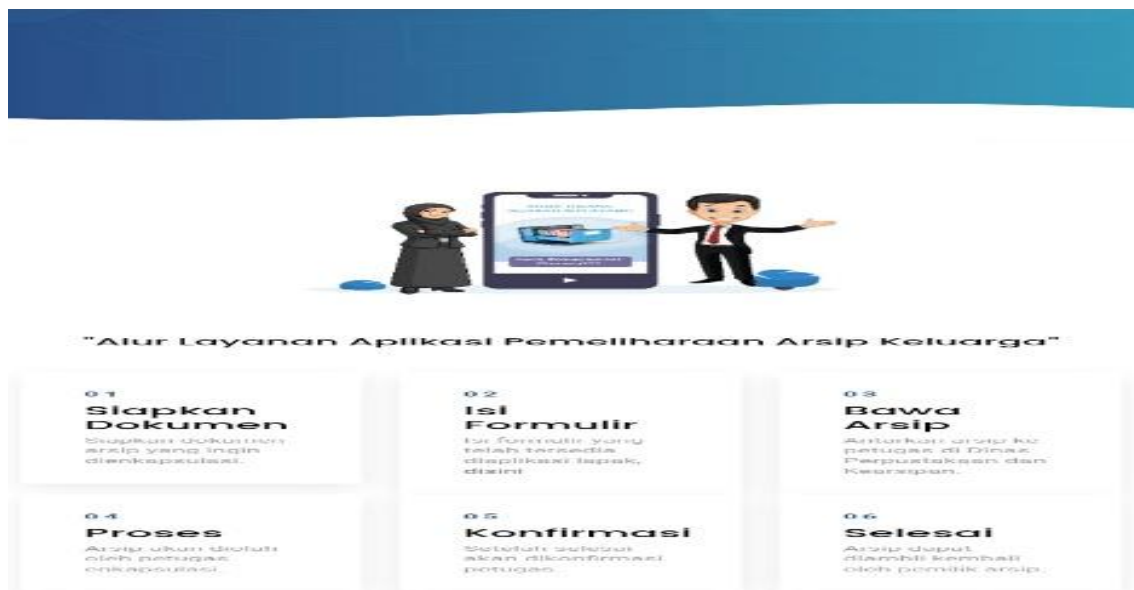 "Alur Layanan Aplikasi Pemeliharaan Arsip Keluarga"
01
Siapkan
Dokumen
Siapkan dokumen
arsip yang ingin
dienkapsulasi.
02
Isi
Formulir
Isi formulir yang
telah tersedia
diaplikasi lapak,
disini
03
Bawa
Arsip
Antarkan arsip ke
petugas di Dinas
Perpustakaan dan
Kearsipan.
04
Proses
Arsip akan diolah
oleh petugas
enkapsulasi.
05
Konfirmasi
Setelah selesai
akan dikonfirmasi
petugas.
06
Selesai
Arsip dapat
diambil kembali
oleh pemilik arsip.